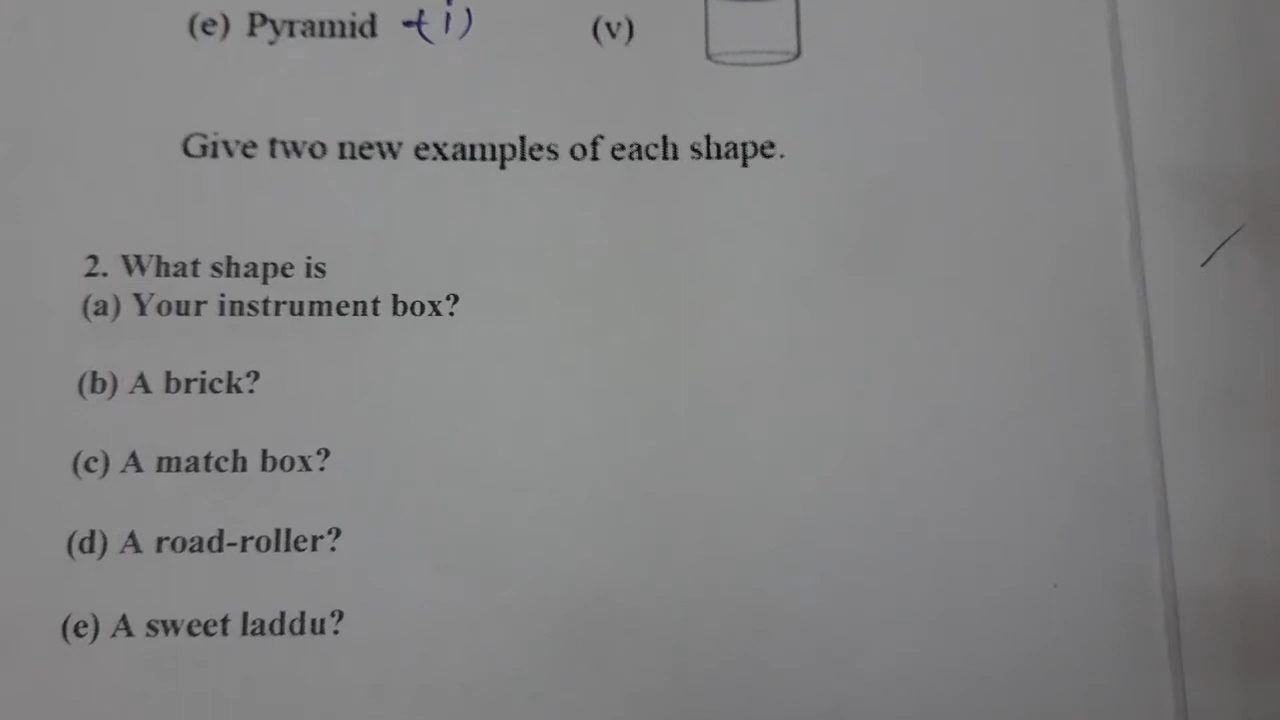 (e) Pyramid (i) (v)
Give two new examples of each shape.
2. What shape is
(a) Your instrument box?
(b) A brick?
(c) A match box?
(d) A road-roller?
(e) A sweet laddu?